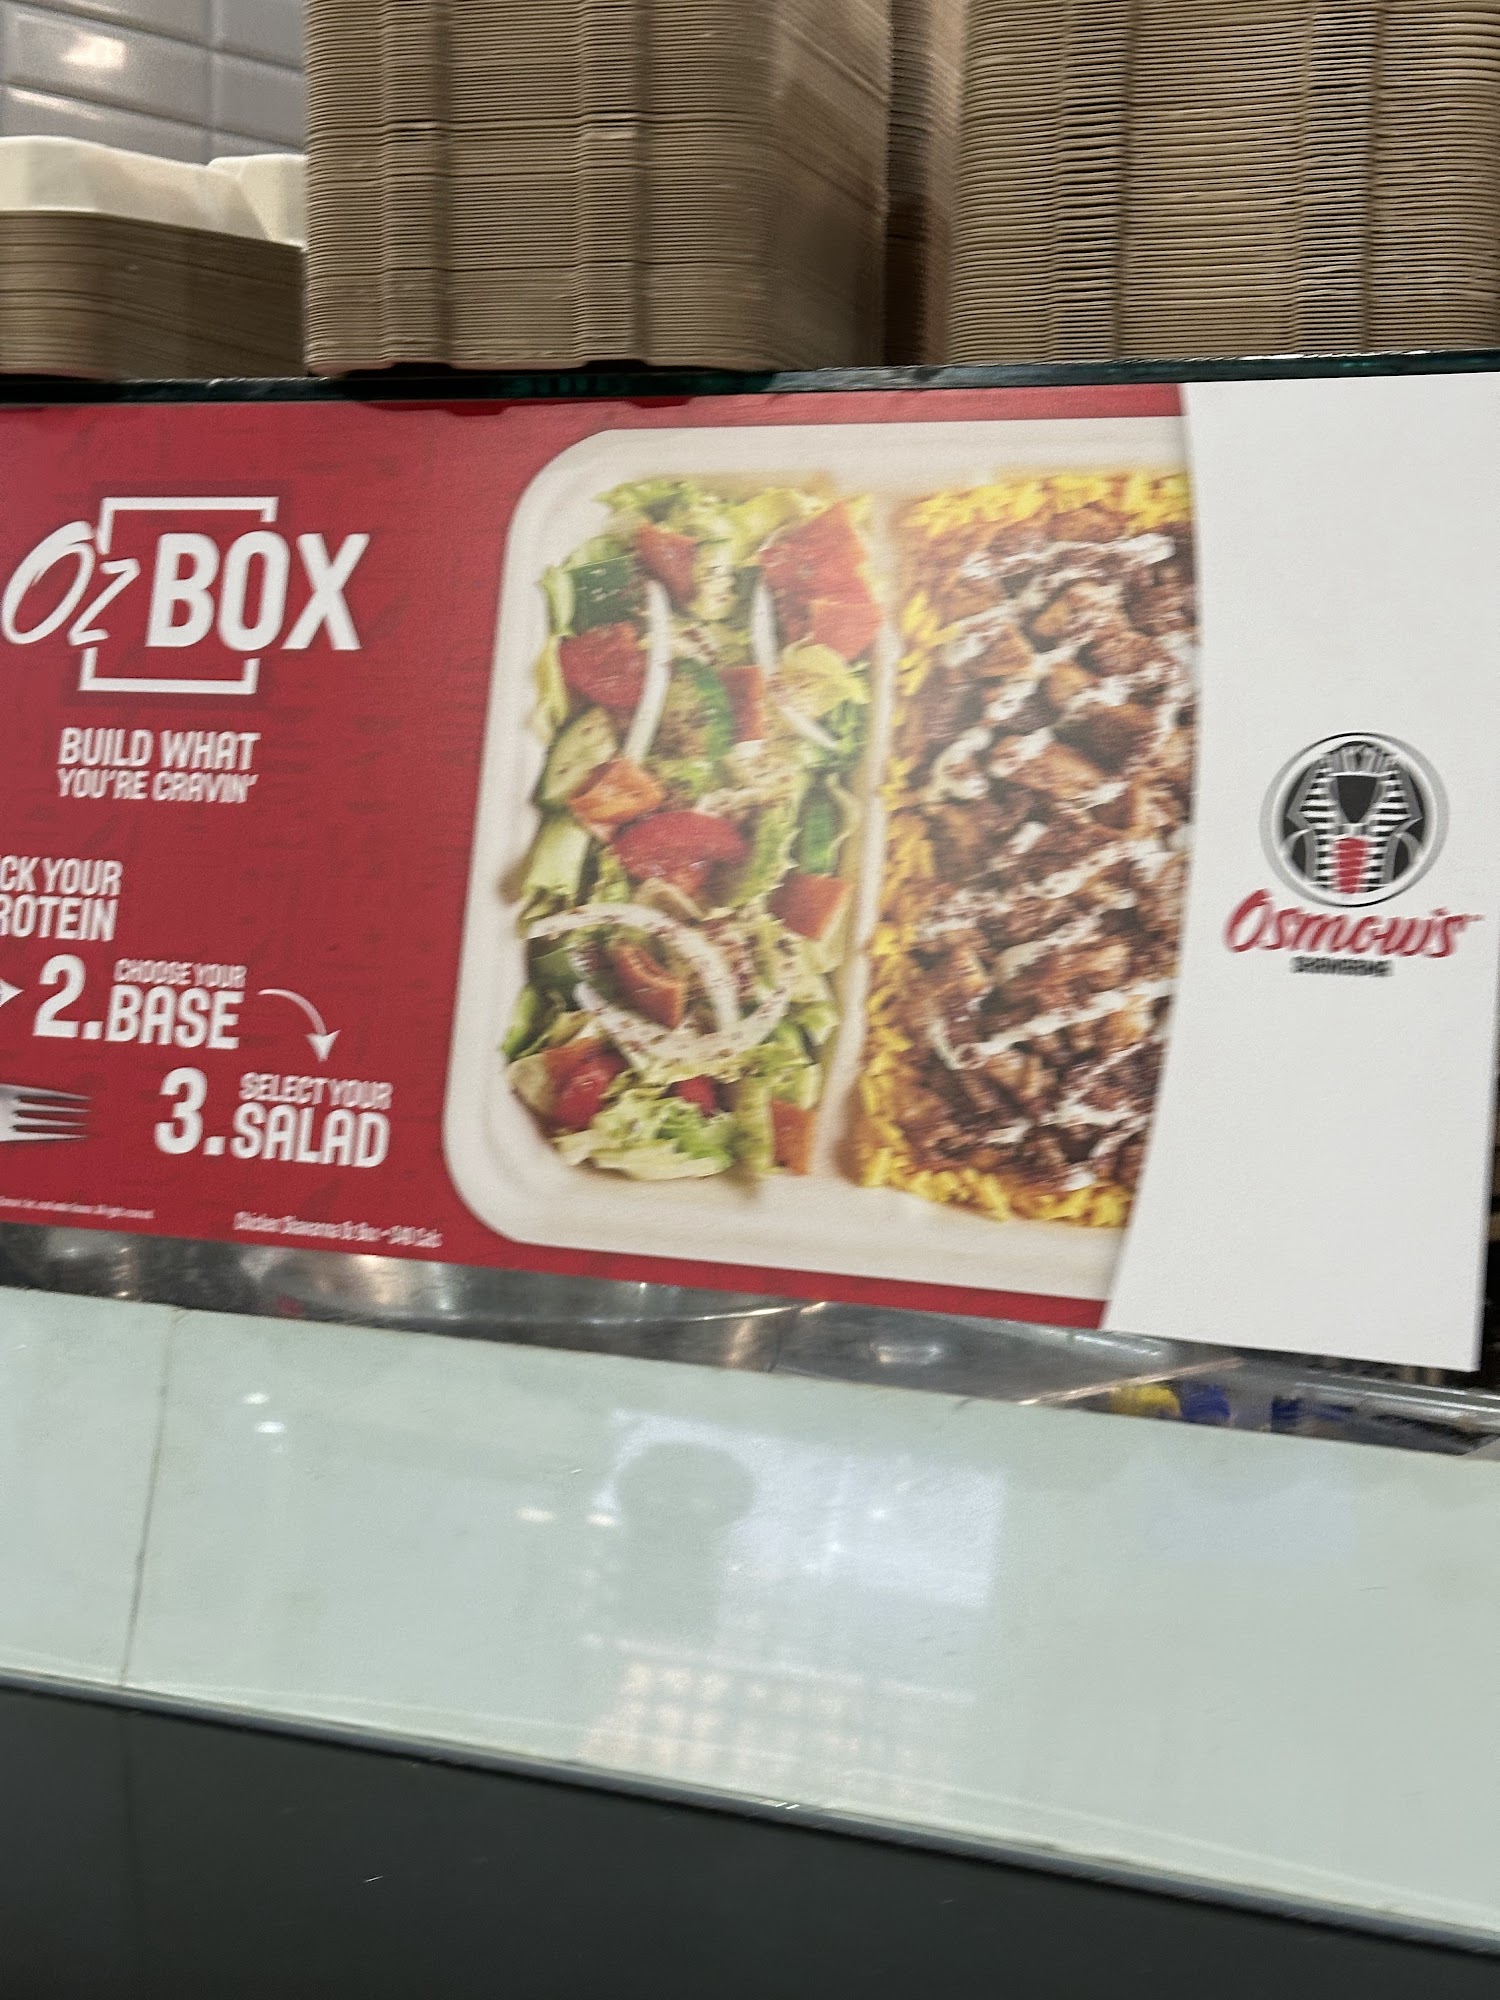 Oz BOX
BUILD WHAT
YOU'RE CRAVIN'
CK YOUR
ROTEIN
2. CHOOSE YOUR
BASE
3. SELECT YOUR
SALAD
Osmow's
SHAWARMA